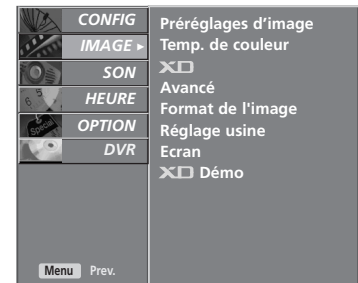 CONFIG
IMAGE ▸
SON
HEURE
OPTION
DVR
Préréglages d’image
Temp. de couleur
XD
Avancé
Format de l'image
Réglage usine
Ecran
XD Démo
Special
Menu Prev.